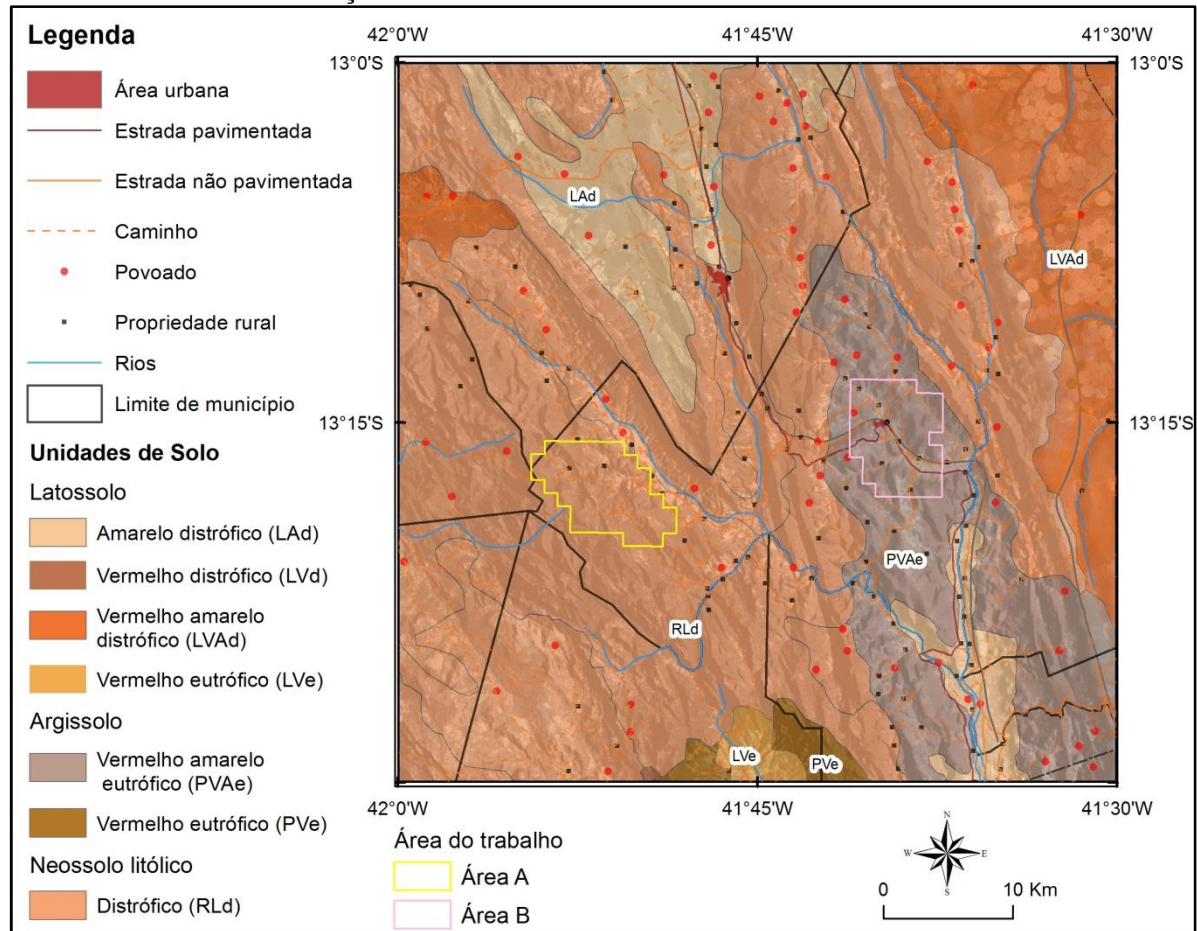 Legenda
Área urbana
Estrada pavimentada
Estrada não pavimentada
Caminho
Povoado
Propriedade rural
Rios
Limite de município
Unidades de Solo
Latossolo
Amarelo distrófico (LAd)
Vermelho distrófico (LVd)
Vermelho amarelo
distrófico (LVAd)
Vermelho eutrófico (LVe)
Argissolo
Vermelho amarelo
eutrófico (PVAe)
Vermelho eutrófico (PVe)
Neossolo litólico
Distrófico (RLd)
42°0'W 41°45'W 41°30'W
13°0'S 13°0'S
LAd
LVAd
13°15'S 13°15'S
PVAe
RLd
LVe PVe
42°0'W 41°45'W 41°30'W
Área do trabalho
Área A
Área B
N
W E
S
0 10 Km